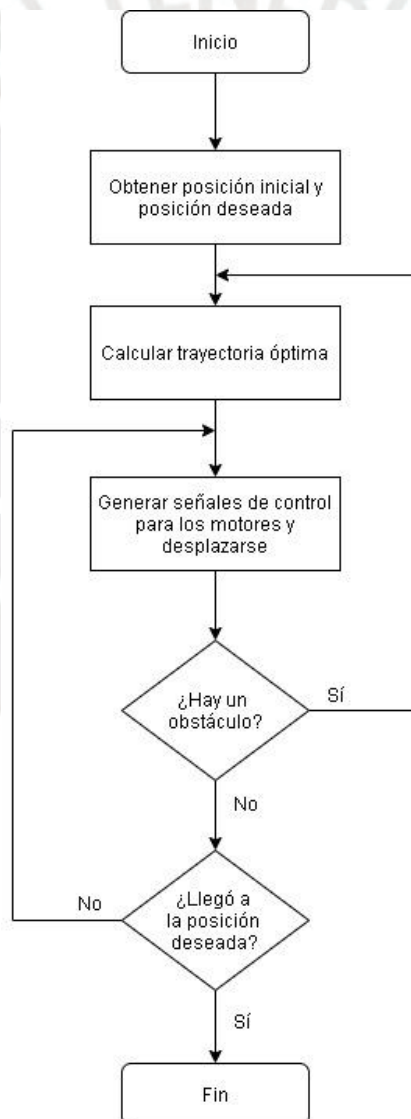 Inicio
Obtener posición inicial y
posición deseada
Calcular trayectoria óptima
Generar señales de control
para los motores y
desplazarse
¿Hay un
obstáculo?
Sí
No
¿Llegó a
la posición
deseada?
No
Sí
Fin